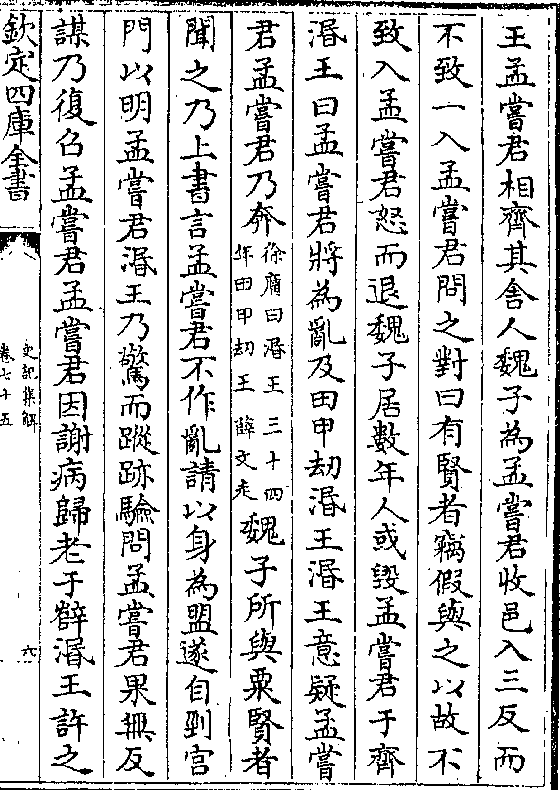 王孟嘗君相齊其舍人魏子為孟嘗君收邑入三反而
不致一入孟嘗君問之對曰有賢者竊假與之以故不
致入孟嘗君怒而退魏子居數年人或毀孟嘗君于齊
湣王曰孟嘗君將為亂及田甲劫湣王湣王意疑孟嘗
君孟嘗君乃奔徐廣曰湣王三十四年田甲劫王薛文走魏子所與粟賢者
聞之乃上書言孟嘗君不作亂請以身為盟遂自剄宮
門以明孟嘗君湣王乃驚而蹤跡驗問孟嘗君果無反
謀乃復召孟嘗君孟嘗君因謝病歸老于薛湣王許之
欽定四庫全書
史記集解
卷七十五
六